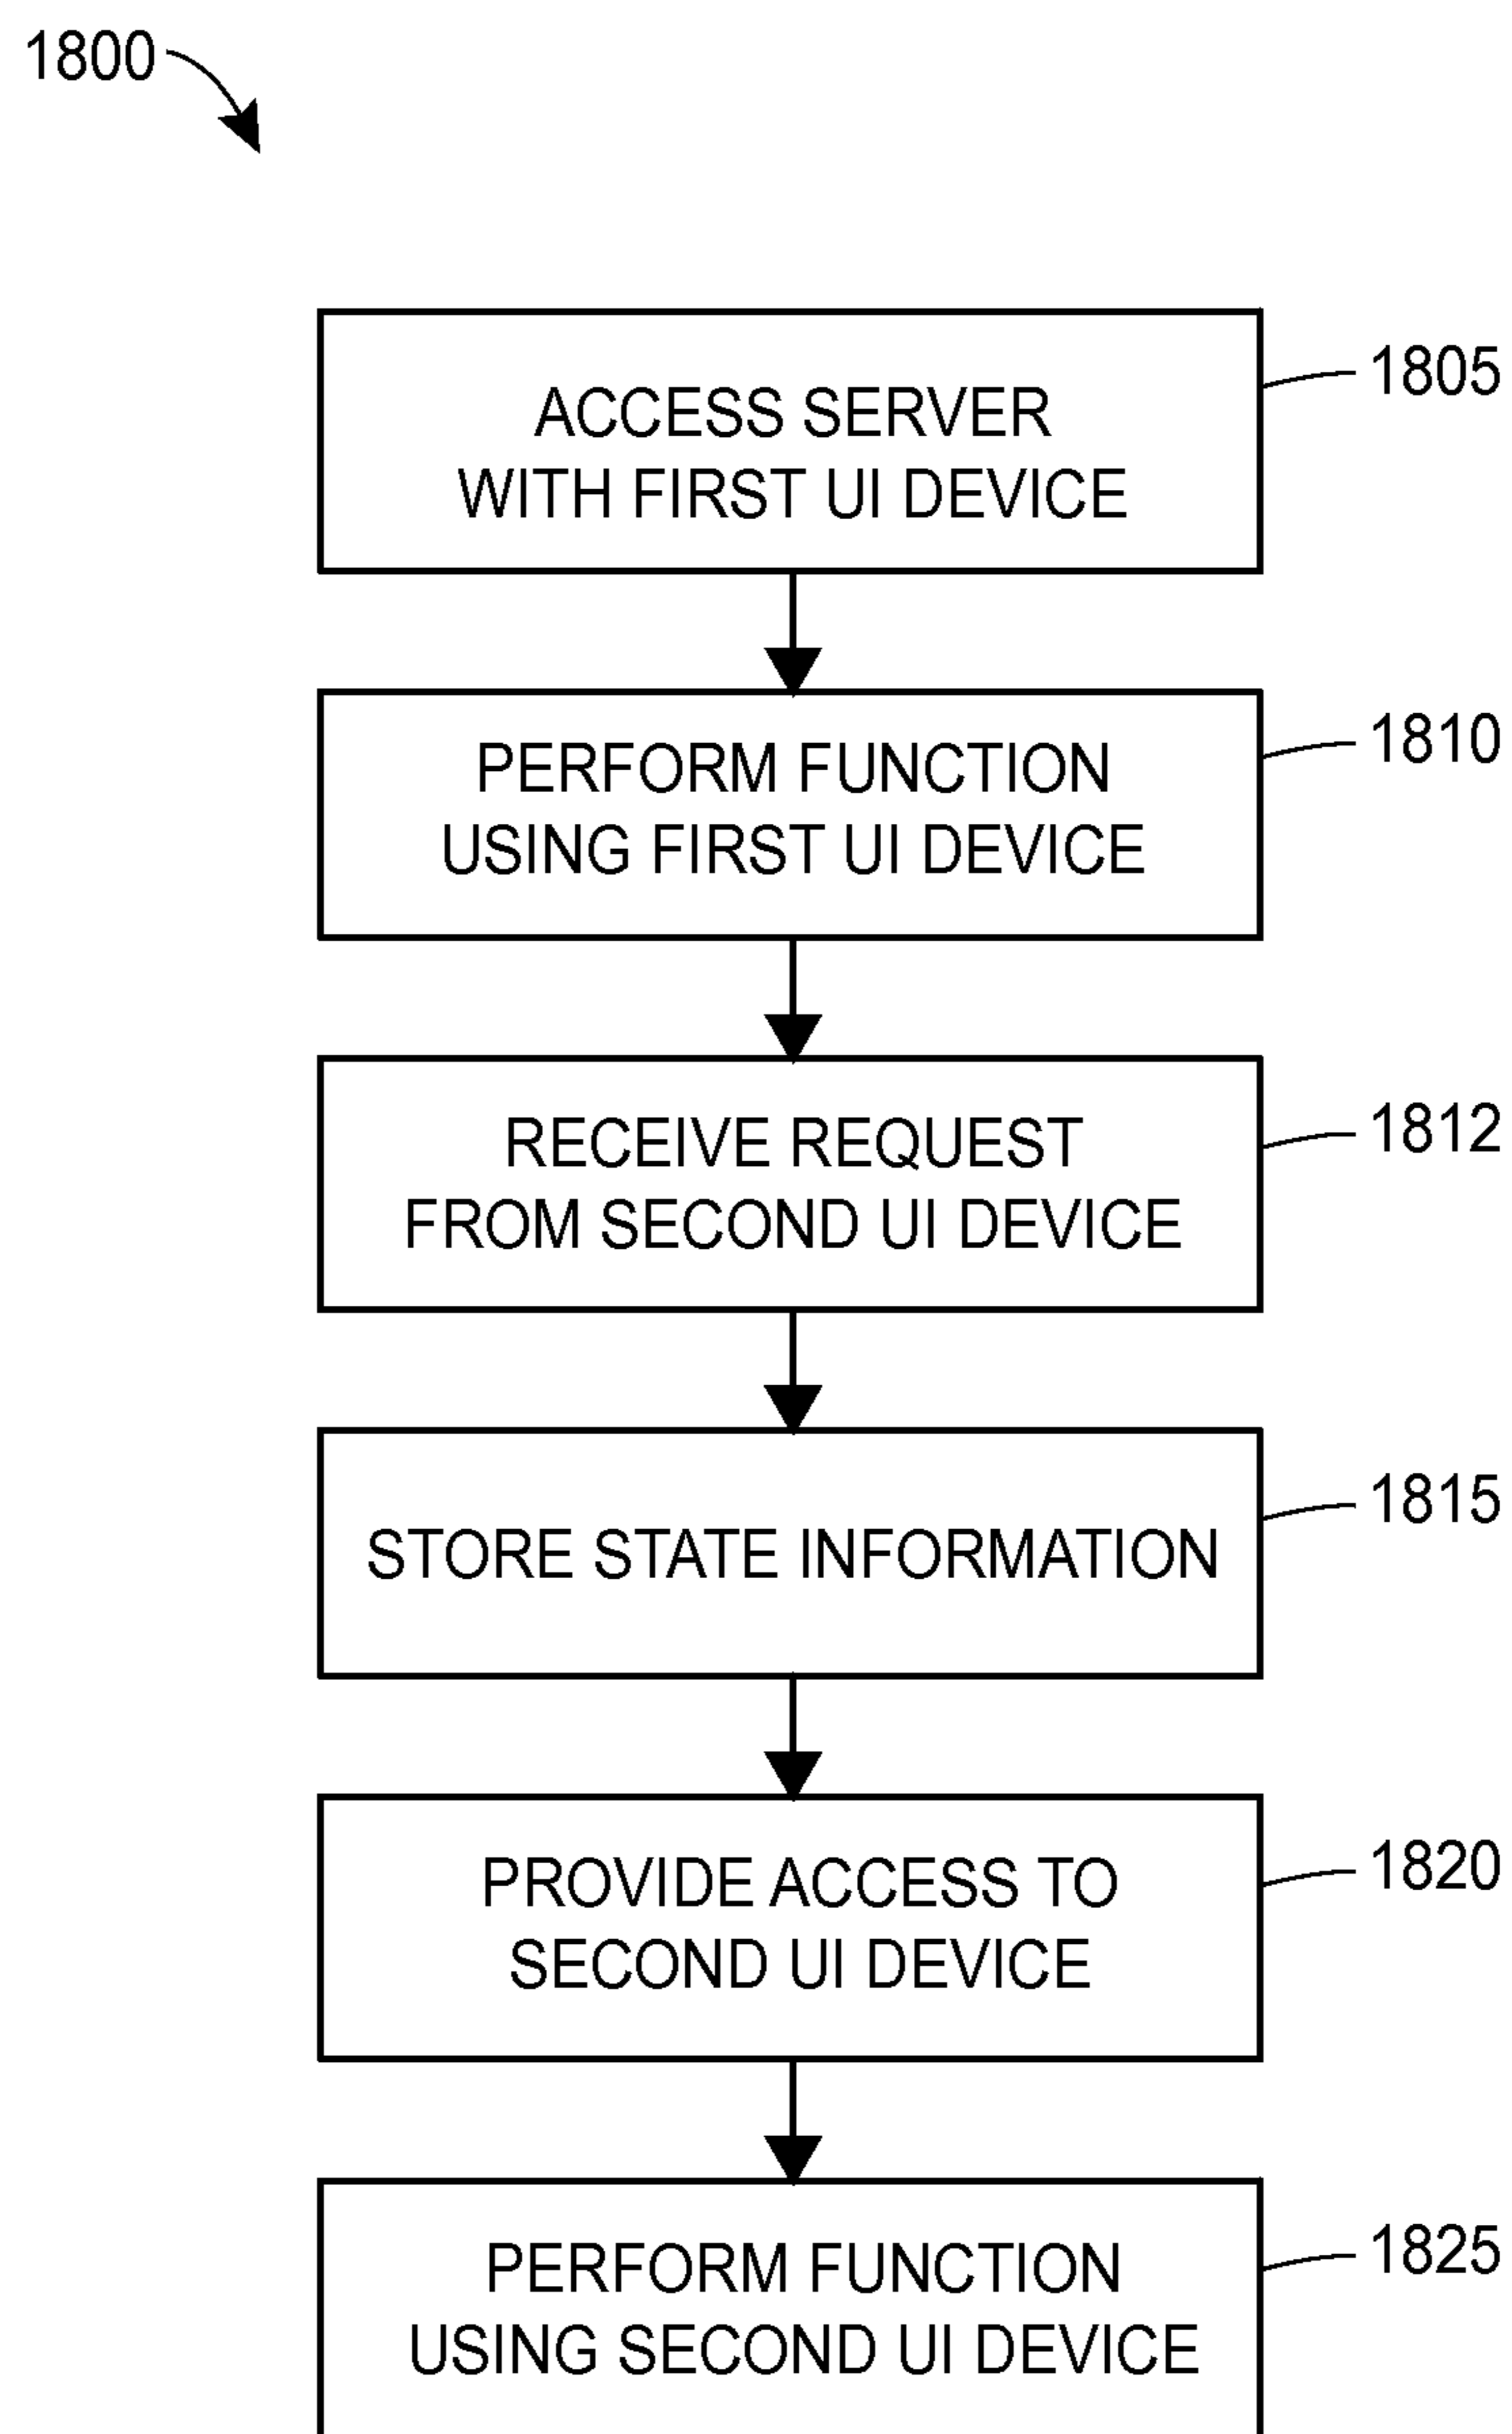 1800
ACCESS SERVER
WITH FIRST UI DEVICE
1805
PERFORM FUNCTION
USING FIRST UI DEVICE
1810
RECEIVE REQUEST
FROM SECOND UI DEVICE
1812
STORE STATE INFORMATION
1815
PROVIDE ACCESS TO
SECOND UI DEVICE
1820
PERFORM FUNCTION
USING SECOND UI DEVICE
1825